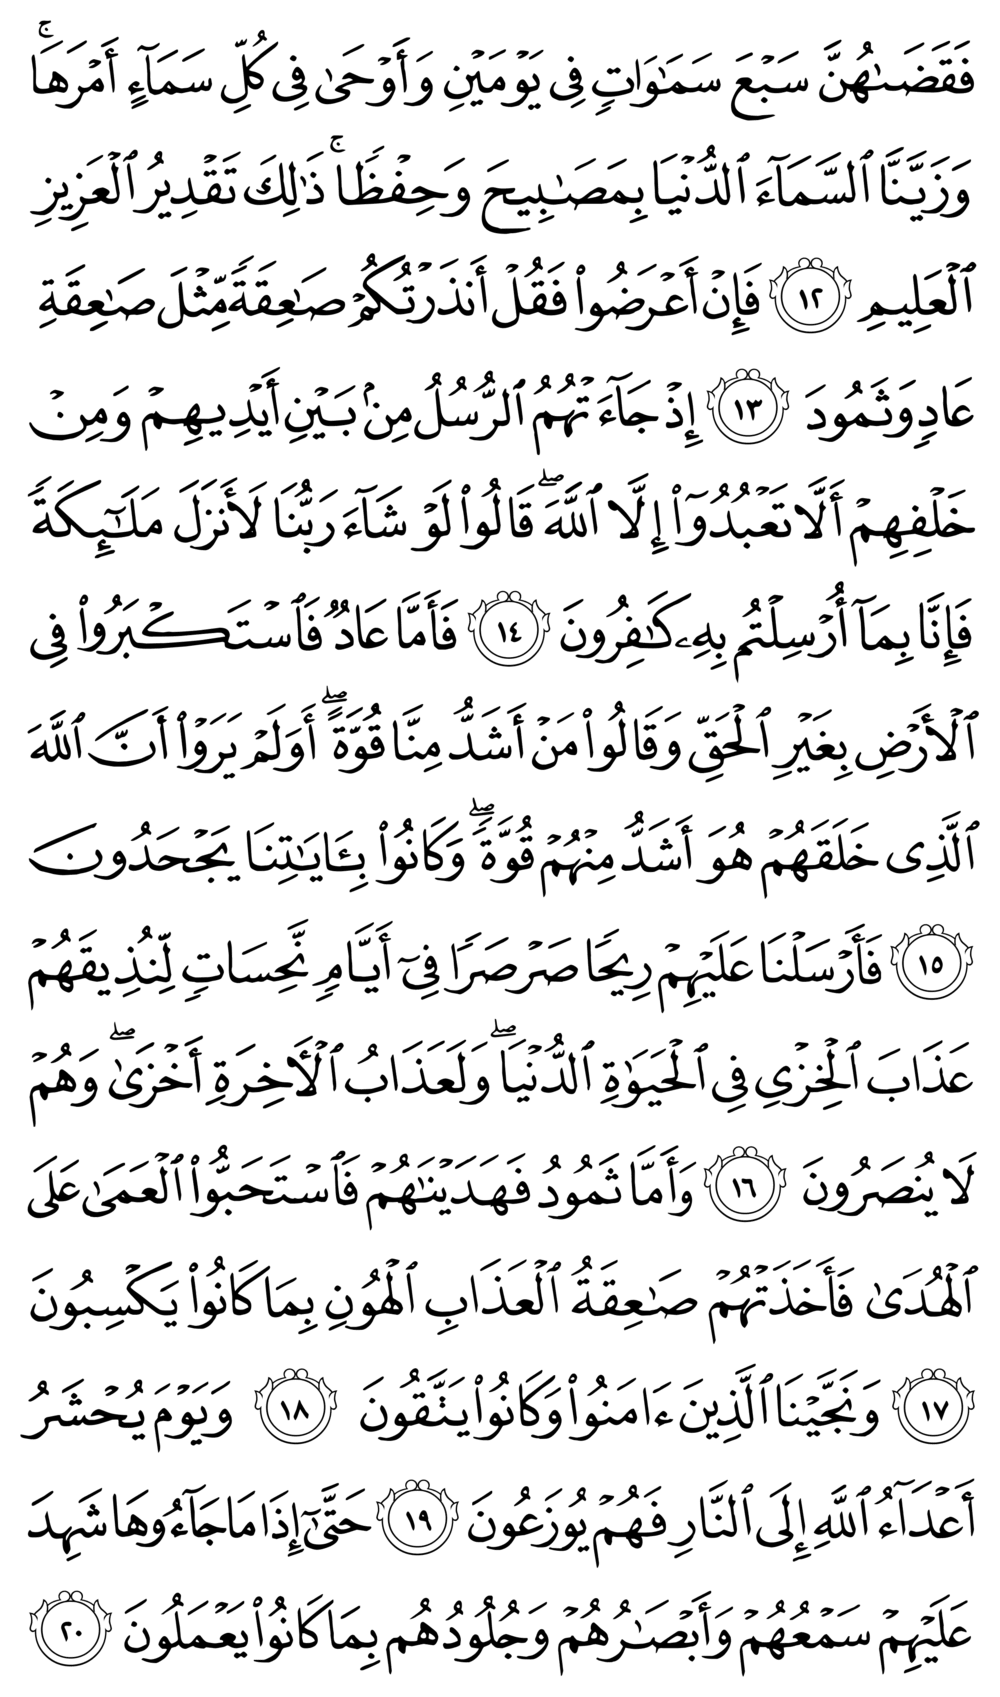 فَقَضَىٰهُنَّ سَبْعَ سَمَٰوَاتٍ فِى يَوْمَيْنِ وَأَوْحَىٰ فِى كُلِّ سَمَآءٍ أَمْرَهَا ۚ
وَزَيَّنَّا ٱلسَّمَآءَ ٱلدُّنْيَا بِمَصَٰبِيحَ وَحِفْظًا ۚ ذَٰلِكَ تَقْدِيرُ ٱلْعَزِيزِ
ٱلْعَلِيمِ ١٢ فَإِنْ أَعْرَضُوا۟ فَقُلْ أَنذَرْتُكُمْ صَٰعِقَةً مِّثْلَ صَٰعِقَةِ
عَادٍ وَثَمُودَ ١٣ إِذْ جَآءَتْهُمُ ٱلرُّسُلُ مِنۢ بَيْنِ أَيْدِيهِمْ وَمِنْ
خَلْفِهِمْ أَلَّا تَعْبُدُوٓا۟ إِلَّا ٱللَّهَ ۖ قَالُوا۟ لَوْ شَآءَ رَبُّنَا لَأَنزَلَ مَلَٰٓئِكَةً
فَإِنَّا بِمَآ أُرْسِلْتُم بِهِۦ كَٰفِرُونَ ١٤ فَأَمَّا عَادٌ فَٱسْتَكْبَرُوا۟ فِى
ٱلْأَرْضِ بِغَيْرِ ٱلْحَقِّ وَقَالُوا۟ مَنْ أَشَدُّ مِنَّا قُوَّةً ۖ أَوَلَمْ يَرَوْا۟ أَنَّ ٱللَّهَ
ٱلَّذِى خَلَقَهُمْ هُوَ أَشَدُّ مِنْهُمْ قُوَّةً ۖ وَكَانُوا۟ بِـَٔايَٰتِنَا يَجْحَدُونَ
١٥ فَأَرْسَلْنَا عَلَيْهِمْ رِيحًا صَرْصَرًا فِىٓ أَيَّامٍ نَّحِسَاتٍ لِّنُذِيقَهُمْ
عَذَابَ ٱلْخِزْىِ فِى ٱلْحَيَوٰةِ ٱلدُّنْيَا ۖ وَلَعَذَابُ ٱلْـَٔاخِرَةِ أَخْزَىٰ ۖ وَهُمْ
لَا يُنصَرُونَ ١٦ وَأَمَّا ثَمُودُ فَهَدَيْنَٰهُمْ فَٱسْتَحَبُّوا۟ ٱلْعَمَىٰ عَلَى
ٱلْهُدَىٰ فَأَخَذَتْهُمْ صَٰعِقَةُ ٱلْعَذَابِ ٱلْهُونِ بِمَا كَانُوا۟ يَكْسِبُونَ
١٧ وَنَجَّيْنَا ٱلَّذِينَ ءَامَنُوا۟ وَكَانُوا۟ يَتَّقُونَ ١٨ وَيَوْمَ يُحْشَرُ
أَعْدَآءُ ٱللَّهِ إِلَى ٱلنَّارِ فَهُمْ يُوزَعُونَ ١٩ حَتَّىٰٓ إِذَا مَا جَآءُوهَا شَهِدَ
عَلَيْهِمْ سَمْعُهُمْ وَأَبْصَٰرُهُمْ وَجُلُودُهُم بِمَا كَانُوا۟ يَعْمَلُونَ ٢٠